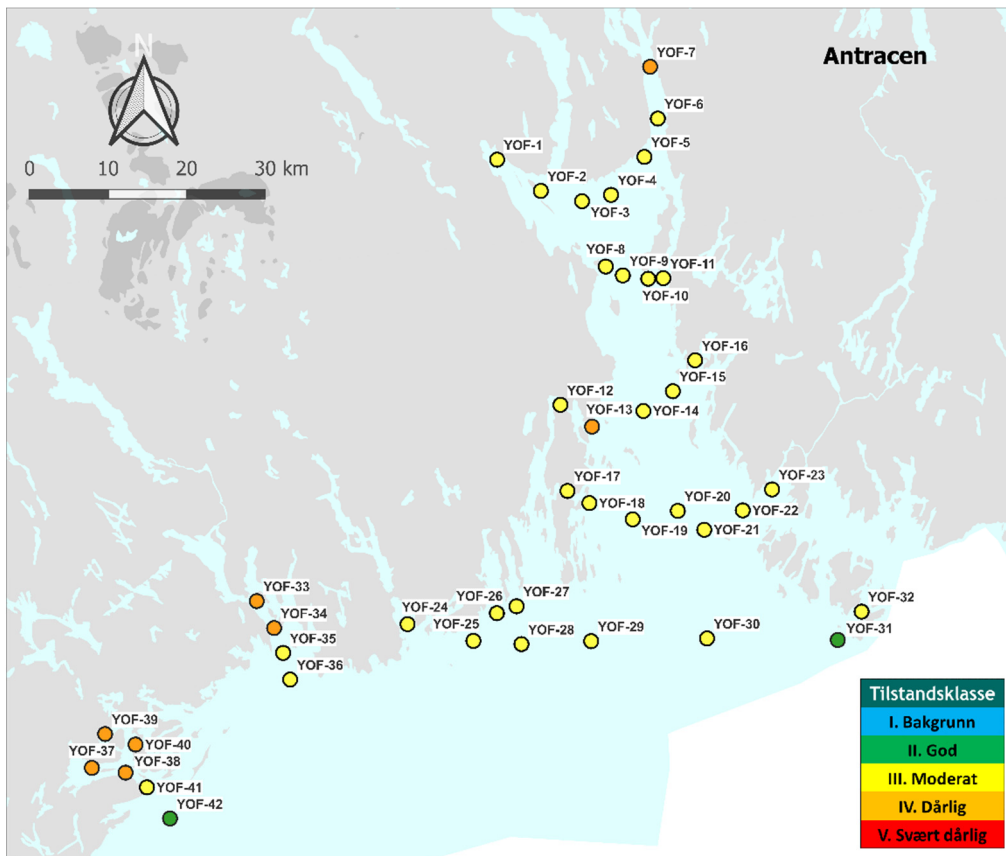 Antracen
N
0 10 20 30 km
YOF-7
YOF-6
YOF-1
YOF-5
YOF-2
YOF-4
YOF-3
YOF-8
YOF-9
YOF-11
YOF-10
YOF-16
YOF-15
YOF-12
YOF-13
YOF-14
YOF-17
YOF-23
YOF-18
YOF-20
YOF-22
YOF-19
YOF-21
YOF-33
YOF-26
YOF-27
YOF-32
YOF-34
YOF-24
YOF-25
YOF-28
YOF-29
YOF-30
YOF-31
YOF-35
YOF-36
YOF-39
YOF-40
YOF-37
YOF-38
YOF-41
YOF-42
Tilstandsklasse
I. Bakgrunn
II. God
III. Moderat
IV. Dårlig
V. Svært dårlig